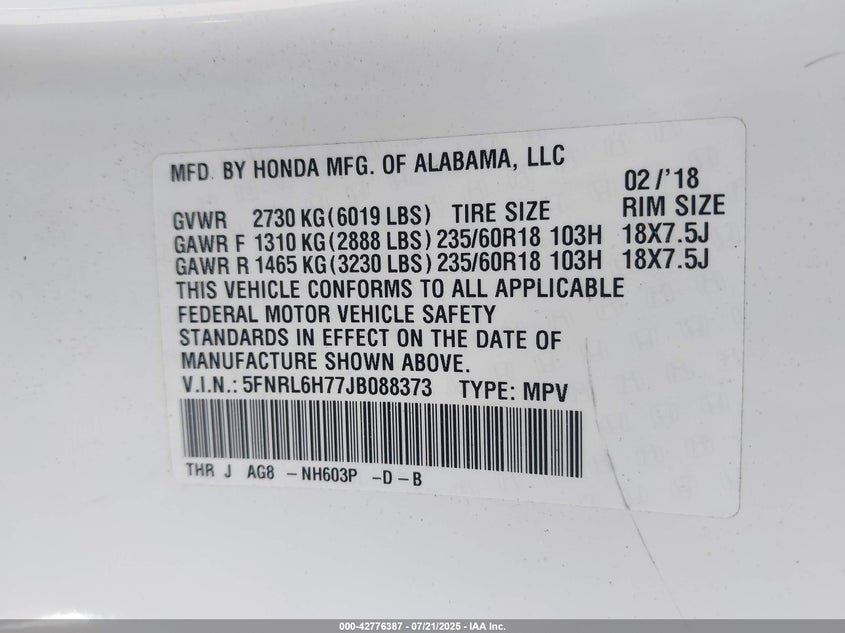 MFD. BY HONDA MFG. OF ALABAMA, LLC
02/'18
GVWR 2730 KG(6019 LBS) TIRE SIZE RIM SIZE
GAWR F 1310 KG(2888 LBS) 235/60R18 103H 18X7.5J
GAWR R 1465 KG(3230 LBS) 235/60R18 103H 18X7.5J
THIS VEHICLE CONFORMS TO ALL APPLICABLE
FEDERAL MOTOR VEHICLE SAFETY
STANDARDS IN EFFECT ON THE DATE OF
MANUFACTURE SHOWN ABOVE.
V.I.N.: 5FNRL6H77JB088373 TYPE: MPV
THR J AG8 -NH603P -D-B
000-42776387 - 07/21/2025 - IAA Inc.